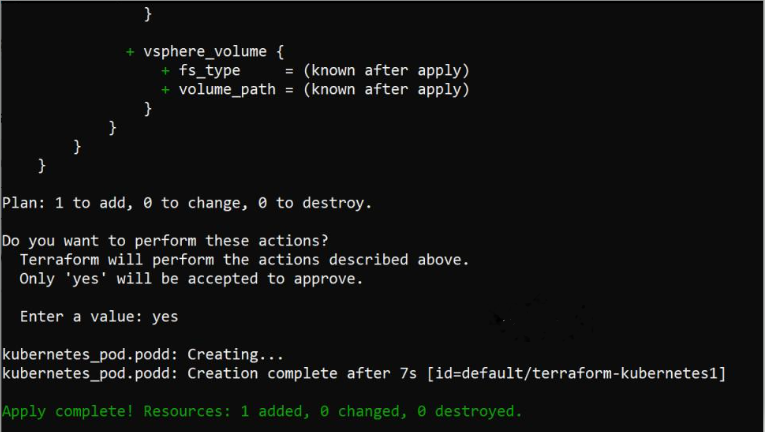 }
+ vsphere_volume {
+ fs_type     = (known after apply)
+ volume_path = (known after apply)
}
}
}
}
Plan: 1 to add, 0 to change, 0 to destroy.
Do you want to perform these actions?
Terraform will perform the actions described above.
Only 'yes' will be accepted to approve.
Enter a value: yes
kubernetes_pod.podd: Creating...
kubernetes_pod.podd: Creation complete after 7s [id=default/terraform-kubernetes1]
Apply complete! Resources: 1 added, 0 changed, 0 destroyed.